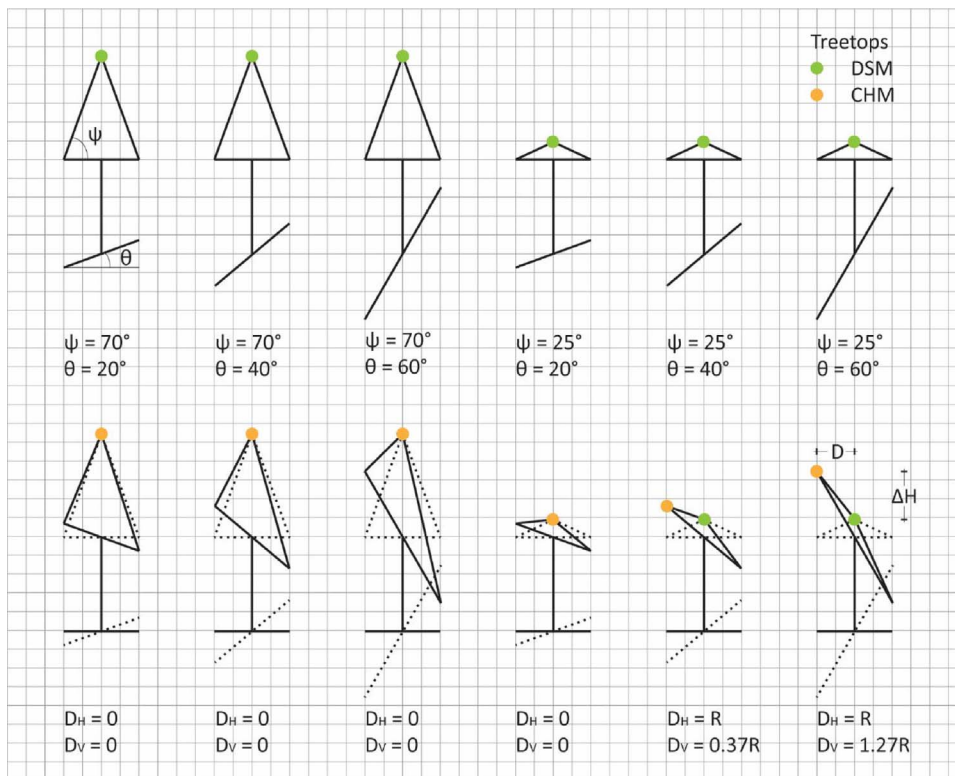 Treetops
DSM
CHM
ψ
θ
ψ = 70°
θ = 20°
ψ = 70°
θ = 40°
ψ = 70°
θ = 60°
ψ = 25°
θ = 20°
ψ = 25°
θ = 40°
ψ = 25°
θ = 60°
D
ΔH
DH = 0
DV = 0
DH = 0
DV = 0
DH = 0
DV = 0
DH = 0
DV = 0
DH = R
DV = 0.37R
DH = R
DV = 1.27R